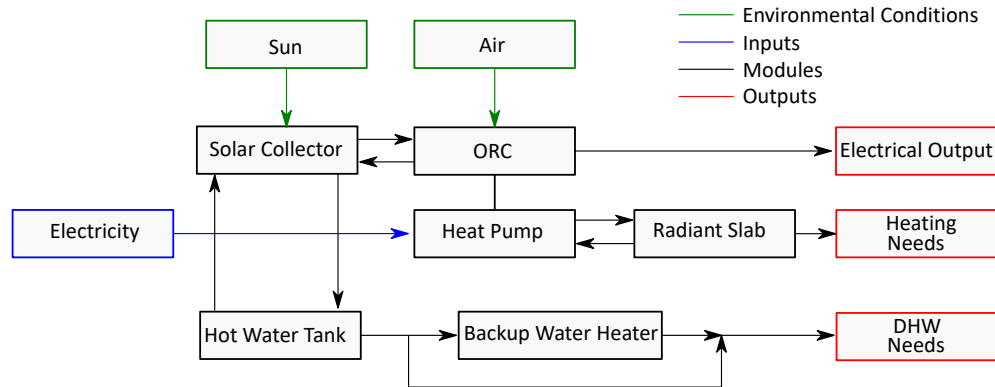 Environmental Conditions
Sun
Air
Inputs
Modules
Outputs
Solar Collector
ORC
Electrical Output
Electricity
Heat Pump
Radiant Slab
Heating
Needs
Hot Water Tank
Backup Water Heater
DHW
Needs